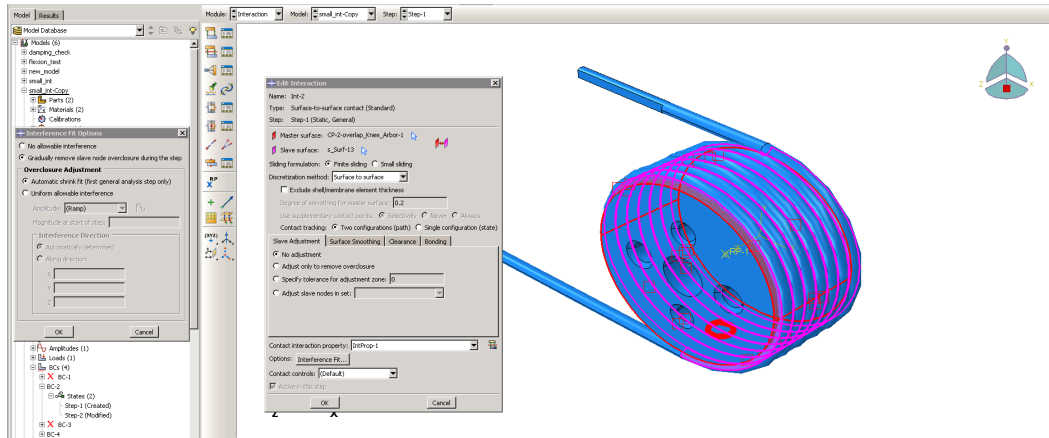 Model Results
Module: Interaction Model: small_int-Copy Step: Step-1
Model Database
Models (6)
damping_check
flexion_test
new_model
small_int
small_int-Copy
Parts (2)
Materials (2)
Calibrations
Interference Fit Options
No allowable interference
Gradually remove slave node overclosure during the step
Overclosure Adjustment
Automatic shrink fit (first general analysis step only)
Uniform allowable interference
Amplitude: (Ramp)
Magnitude at start of step:
Interference Direction
Automatically determined
Along direction:
X
Y
Z
OK Cancel
Amplitudes (1)
Loads (1)
BCs (4)
BC-1
BC-2
States (2)
Step-1 (Created)
Step-2 (Modified)
BC-3
BC-4
RP
(XYZ)
Edit Interaction
Name: Int-2
Type: Surface-to-surface contact (Standard)
Step: Step-1 (Static, General)
Master surface: CP-2-overlap_Knee_Arbor-1
Slave surface: s_Surf-13
Sliding formulation: Finite sliding Small sliding
Discretization method: Surface to surface
Exclude shell/membrane element thickness
Degree of smoothing for master surface: 0.2
Use supplementary contact points: Selectively Never Always
Contact tracking: Two configurations (path) Single configuration (state)
Slave Adjustment Surface Smoothing Clearance Bonding
No adjustment
Adjust only to remove overclosure
Specify tolerance for adjustment zone: 0
Adjust slave nodes in set:
Contact interaction property: IntProp-1
Options: Interference Fit...
Contact controls: (Default)
Active in this step
OK Cancel
Z X
RP-1
Y
Z X